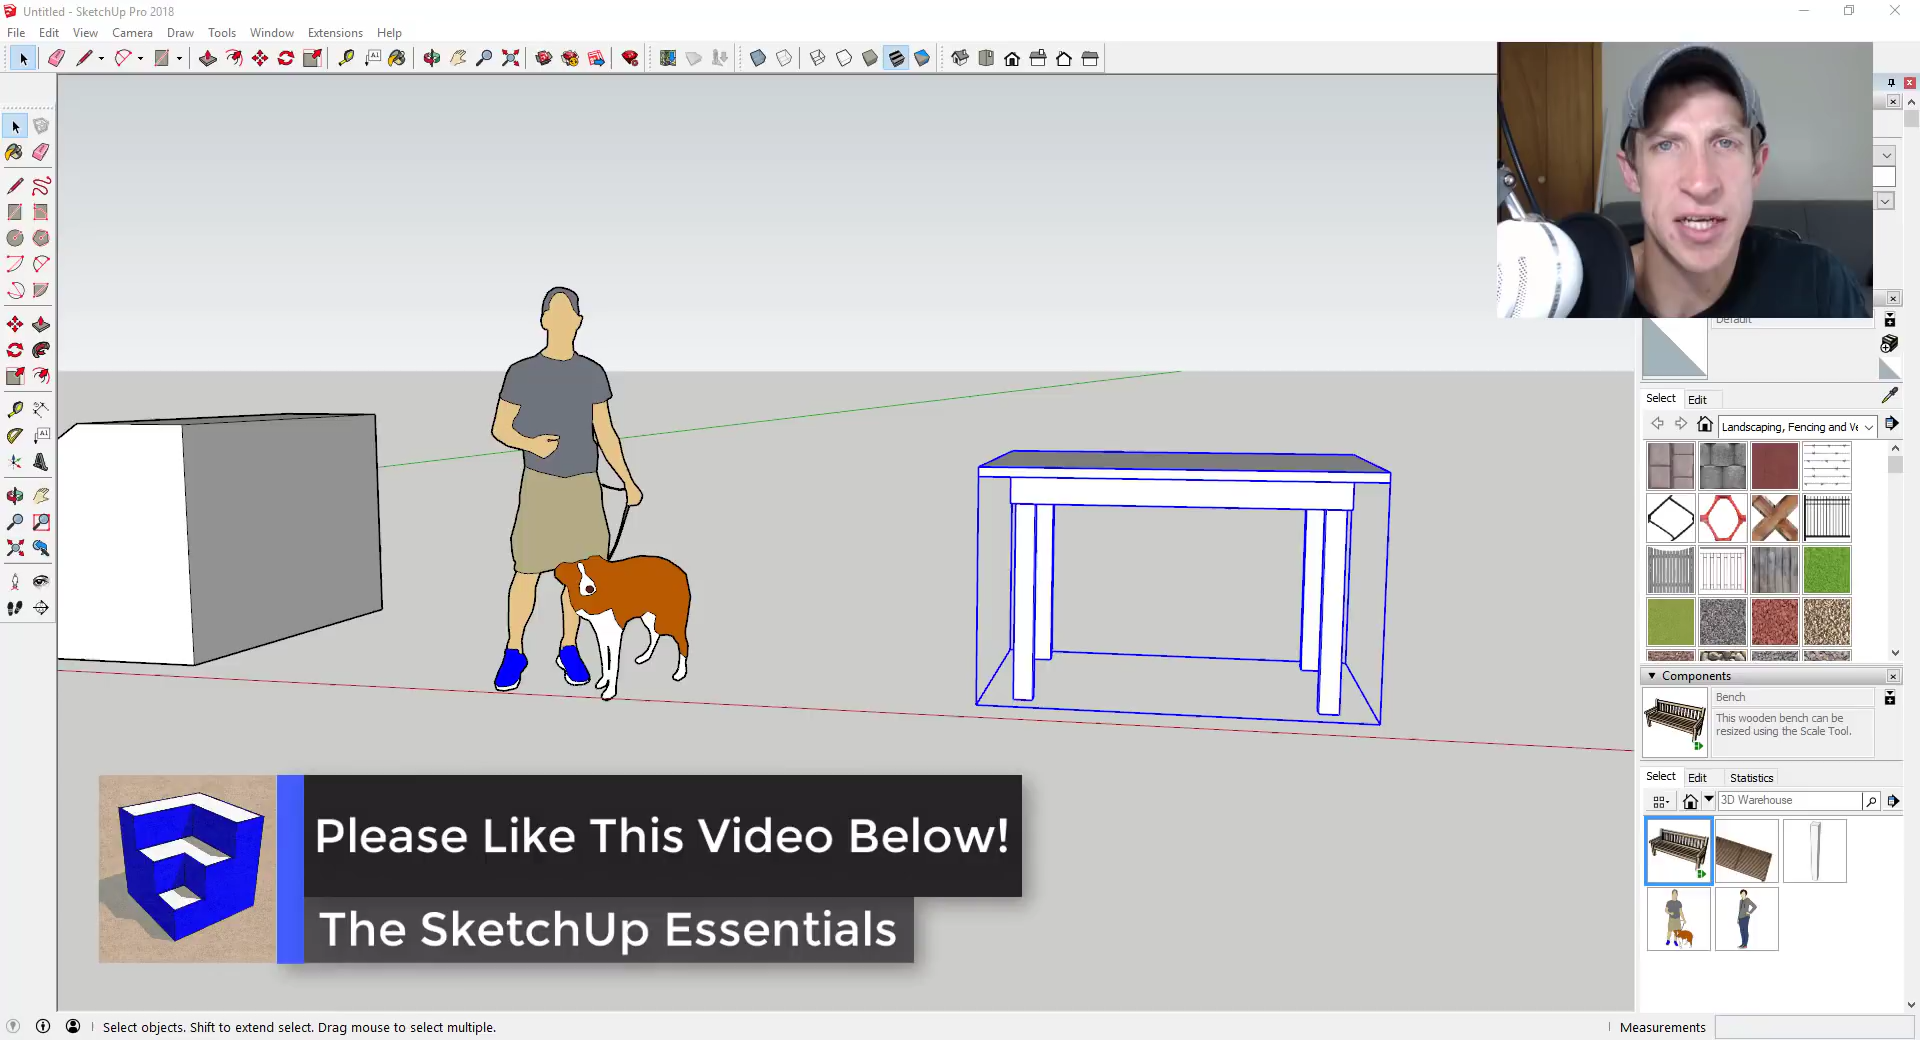 Untitled - SketchUp Pro 2018
File Edit View Camera Draw Tools Window Extensions Help
Default
Select Edit
Landscaping, Fencing and Ve
Components
Bench
This wooden bench can be
resized using the Scale Tool.
Select Edit Statistics
3D Warehouse
Please Like This Video Below!
The SketchUp Essentials
Select objects. Shift to extend select. Drag mouse to select multiple.
Measurements